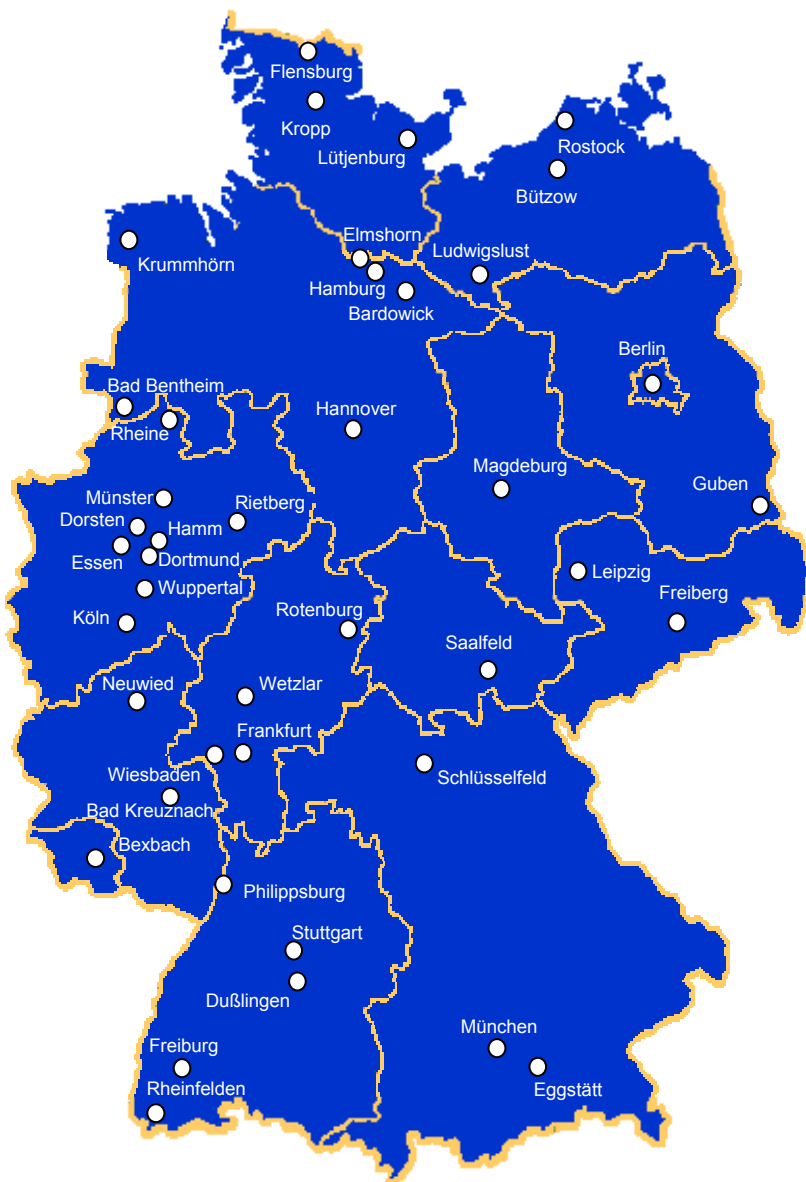 Flensburg
Kropp
Lütjenburg
Rostock
Bützow
Elmshorn
Ludwigslust
Krummhörn
Hamburg
Bardowick
Berlin
Bad Bentheim
Hannover
Rheine
Magdeburg
Guben
Münster
Rietberg
Dorsten
Hamm
Essen
Dortmund
Leipzig
Wuppertal
Freiberg
Köln
Rotenburg
Saalfeld
Neuwied
Wetzlar
Frankfurt
Wiesbaden
Schlüsselfeld
Bad Kreuznach
Bexbach
Philippsburg
Stuttgart
Dußlingen
München
Freiburg
Rheinfelden
Eggstätt